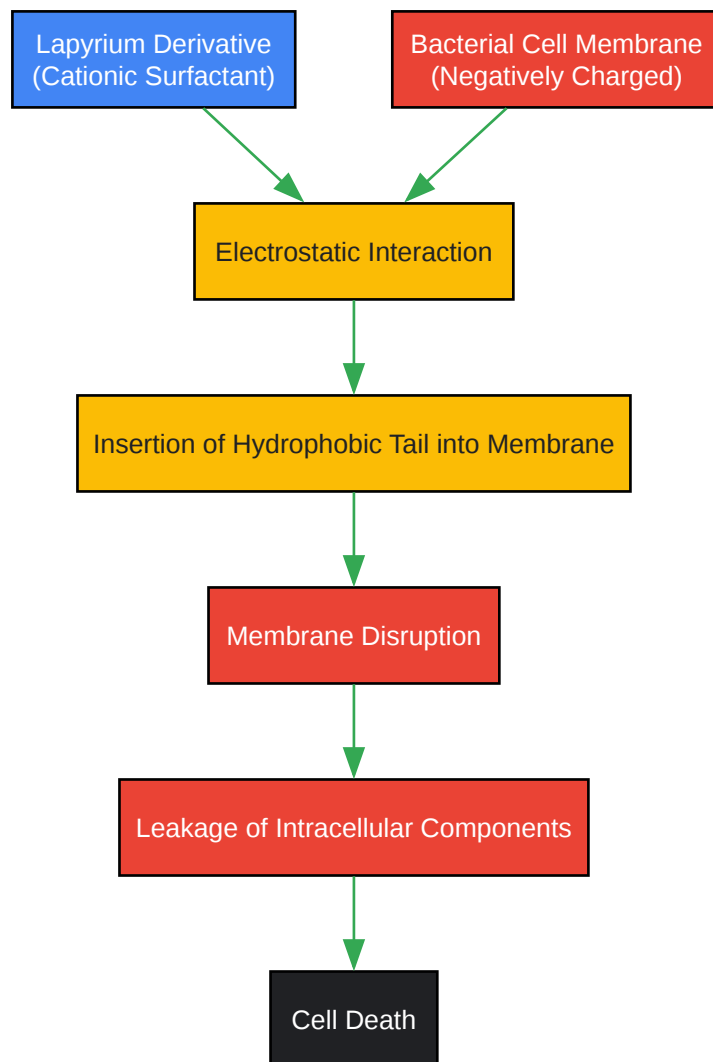 Lapyrium Derivative
(Cationic Surfactant)
Bacterial Cell Membrane
(Negatively Charged)
Electrostatic Interaction
Insertion of Hydrophobic Tail into Membrane
Membrane Disruption
Leakage of Intracellular Components
Cell Death